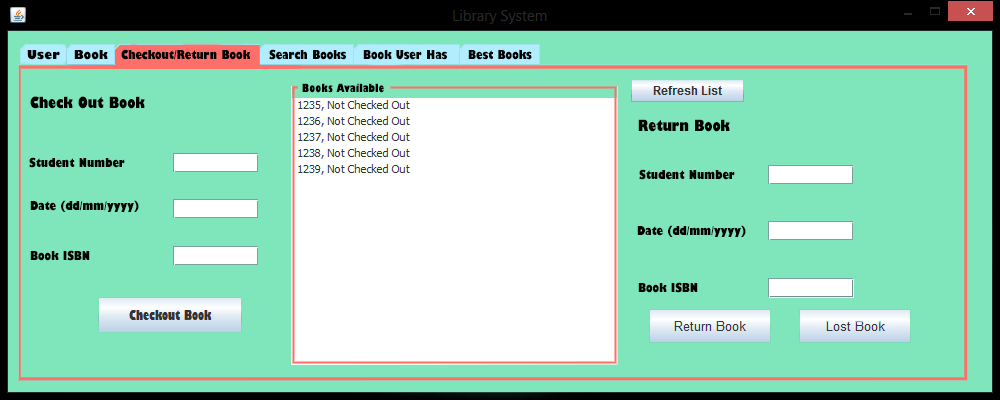 Library System
User Book Checkout/Return Book Search Books Book User Has Best Books
Check Out Book
Student Number
Date (dd/mm/yyyy)
Book ISBN
Checkout Book
Books Available
1235, Not Checked Out
1236, Not Checked Out
1237, Not Checked Out
1238, Not Checked Out
1239, Not Checked Out
Refresh List
Return Book
Student Number
Date (dd/mm/yyyy)
Book ISBN
Return Book Lost Book